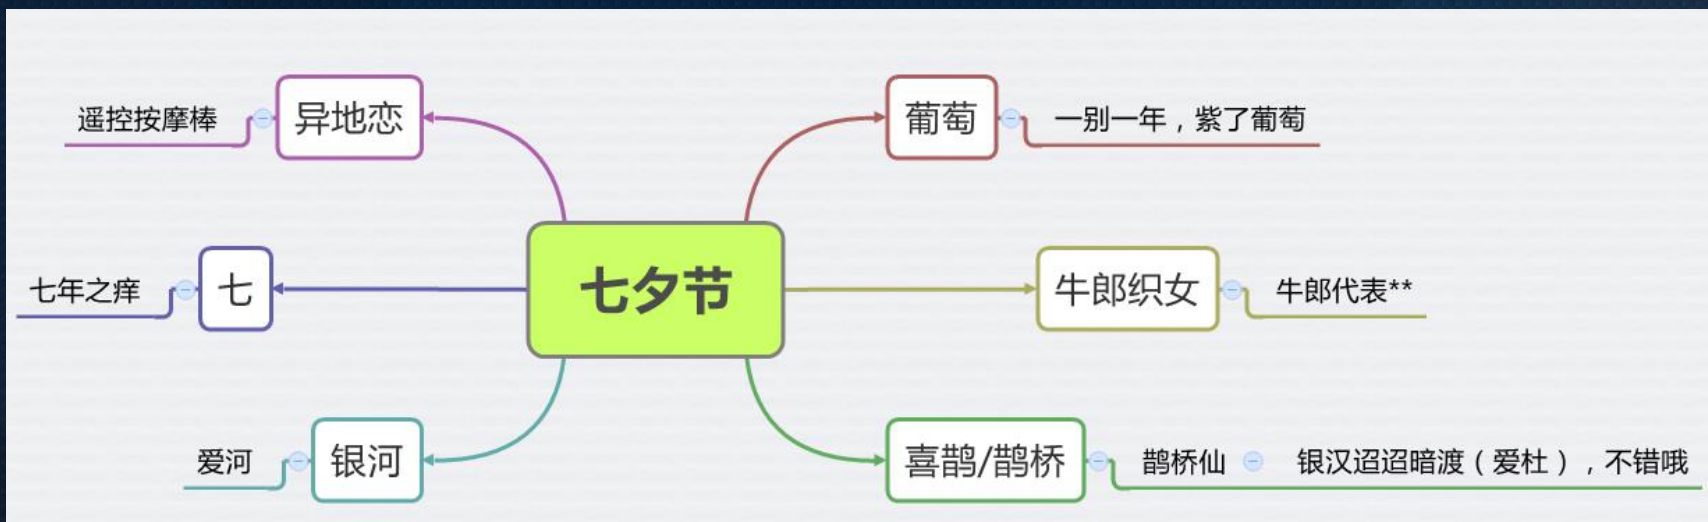 遥控按摩棒
异地恋
葡萄
一别一年，紫了葡萄
七年之痒
七
七夕节
牛郎织女
牛郎代表**
爱河
银河
喜鹊/鹊桥
鹊桥仙
银汉迢迢暗渡（爱杜），不错哦